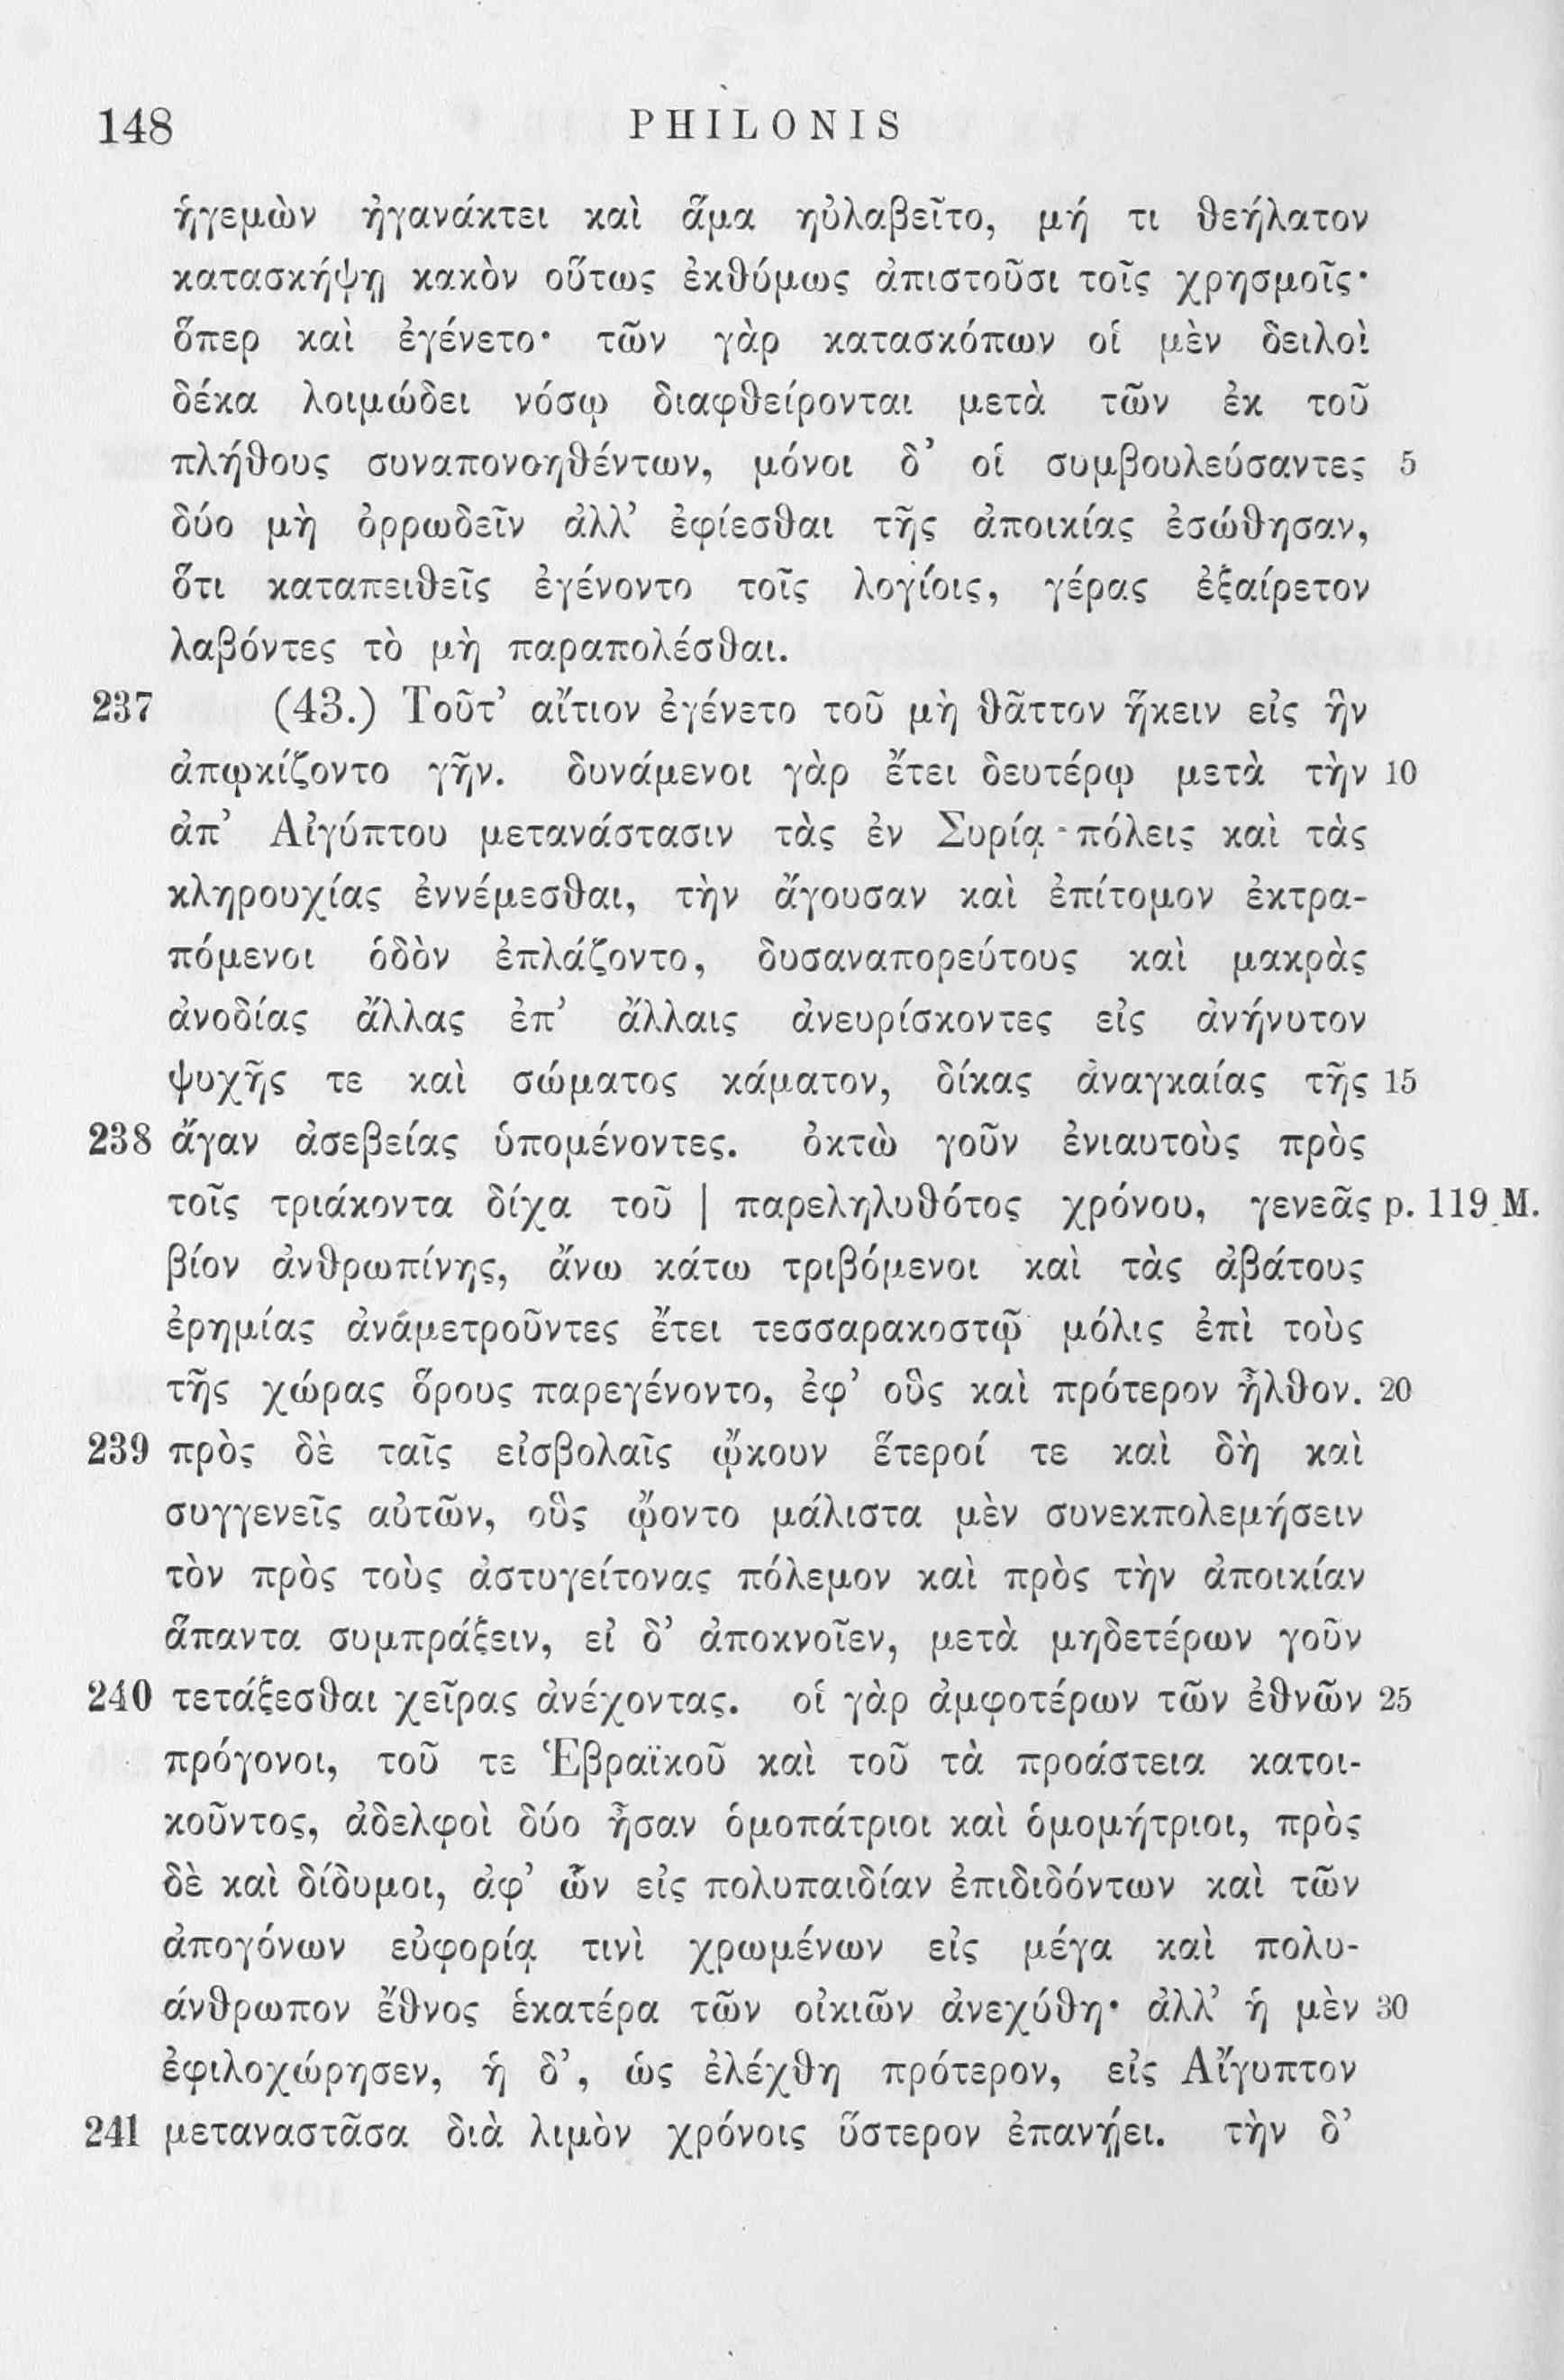 148 PHILONIS
ἡγεμὼν ἠγανάκτει καὶ ἅμα ηὐλαβεῖτο, μή τι θεήλατον
κατασκήψῃ κακὸν οὕτως ἐκθύμως ἀπιστοῦσι τοῖς χρησμοῖς·
ὅπερ καὶ ἐγένετο· τῶν γὰρ κατασκόπων οἱ μὲν δειλοὶ
δέκα λοιμώδει νόσῳ διαφθείρονται μετὰ τῶν ἐκ τοῦ
πλήθους συναπονοηθέντων, μόνοι δ’ οἱ συμβουλεύσαντες 5
δύο μὴ ὀρρωδεῖν ἀλλ’ ἐφίεσθαι τῆς ἀποικίας ἐσώθησαν,
ὅτι καταπειθεῖς ἐγένοντο τοῖς λογίοις, γέρας ἐξαίρετον
λαβόντες τὸ μὴ παραπολέσθαι.
237 (43.) Τοῦτ’ αἴτιον ἐγένετο τοῦ μὴ θᾶττον ἥκειν εἰς ἣν
ἀπῳκίζοντο γῆν. δυνάμενοι γὰρ ἔτει δευτέρῳ μετὰ τὴν 10
ἀπ’ Αἰγύπτου μετανάστασιν τὰς ἐν Συρίᾳ πόλεις καὶ τὰς
κληρουχίας ἐννέμεσθαι, τὴν ἄγουσαν καὶ ἐπίτομον ἐκτρα-
πόμενοι ὁδὸν ἐπλάζοντο, δυσαναπορεύτους καὶ μακρὰς
ἀνοδίας ἄλλας ἐπ’ ἄλλαις ἀνευρίσκοντες εἰς ἀνήνυτον
ψυχῆς τε καὶ σώματος κάματον, δίκας ἀναγκαίας τῆς 15
238 ἄγαν ἀσεβείας ὑπομένοντες. ὀκτὼ γοῦν ἐνιαυτοὺς πρὸς
τοῖς τριάκοντα δίχα τοῦ | παρεληλυθότος χρόνου, γενεᾶς p. 119 M.
βίον ἀνθρωπίνης, ἄνω κάτω τριβόμενοι καὶ τὰς ἀβάτους
ἐρημίας ἀναμετροῦντες ἔτει τεσσαρακοστῷ μόλις ἐπὶ τοὺς
τῆς χώρας ὅρους παρεγένοντο, ἐφ’ οὓς καὶ πρότερον ἦλθον. 20
239 πρὸς δὲ ταῖς εἰσβολαῖς ᾤκουν ἕτεροί τε καὶ δὴ καὶ
συγγενεῖς αὐτῶν, οὓς ᾤοντο μάλιστα μὲν συνεκπολεμήσειν
τὸν πρὸς τοὺς ἀστυγείτονας πόλεμον καὶ πρὸς τὴν ἀποικίαν
ἅπαντα συμπράξειν, εἰ δ’ ἀποκνοῖεν, μετὰ μηδετέρων γοῦν
240 τετάξεσθαι χεῖρας ἀνέχοντας. οἱ γὰρ ἀμφοτέρων τῶν ἐθνῶν 25
πρόγονοι, τοῦ τε Ἑβραϊκοῦ καὶ τοῦ τὰ προάστεια κατοι-
κοῦντος, ἀδελφοὶ δύο ἦσαν ὁμοπάτριοι καὶ ὁμομήτριοι, πρὸς
δὲ καὶ δίδυμοι, ἀφ’ ὧν εἰς πολυπαιδίαν ἐπιδιδόντων καὶ τῶν
ἀπογόνων εὐφορίᾳ τινὶ χρωμένων εἰς μέγα καὶ πολυ-
άνθρωπον ἔθνος ἑκατέρα τῶν οἰκιῶν ἀνεχύθη· ἀλλ’ ἡ μὲν 30
ἐφιλοχώρησεν, ἡ δ’, ὡς ἐλέχθη πρότερον, εἰς Αἴγυπτον
241 μεταναστᾶσα διὰ λιμὸν χρόνοις ὕστερον ἐπανῄει. τὴν δ’